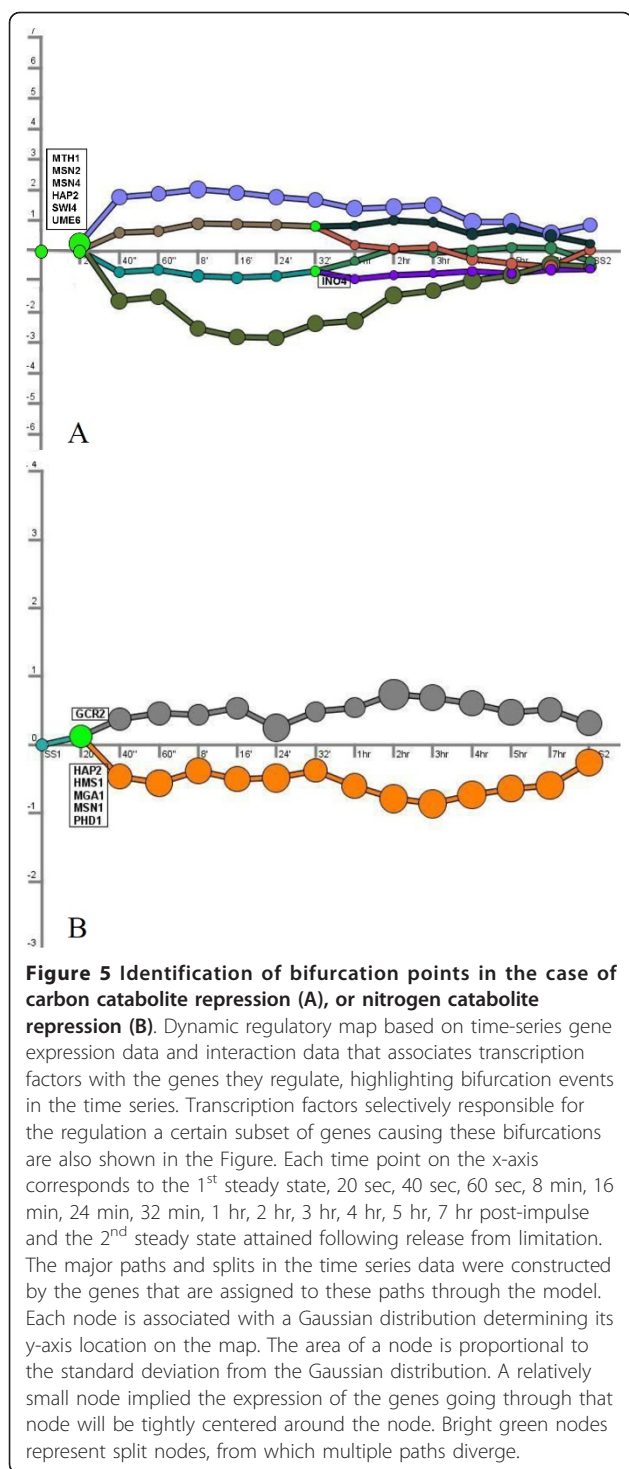 7
6
5
4
3
2
1
0
-2
-3
-4
-5
-6
MTH1
MSN2
MSN4
HAP2
SWI4
UME6
40" 60" 8' 16' 24' 32' 2hr 3hr SS2
INO4
A
4
3
2
1
0
-1
-2
-3
GCR2
SS1 20 40" 60" 8' 16' 24' 32' 1hr 2hr 3hr 4hr 5hr 7hr
HAP2
HMS1
MGA1
MSN1
PHD1
B
Figure 5 Identification of bifurcation points in the case of
carbon catabolite repression (A), or nitrogen catabolite
repression (B). Dynamic regulatory map based on time-series gene
expression data and interaction data that associates transcription
factors with the genes they regulate, highlighting bifurcation events
in the time series. Transcription factors selectively responsible for
the regulation a certain subset of genes causing these bifurcations
are also shown in the Figure. Each time point on the x-axis
corresponds to the 1st steady state, 20 sec, 40 sec, 60 sec, 8 min, 16
min, 24 min, 32 min, 1 hr, 2 hr, 3 hr, 4 hr, 5 hr, 7 hr post-impulse
and the 2nd steady state attained following release from limitation.
The major paths and splits in the time series data were constructed
by the genes that are assigned to these paths through the model.
Each node is associated with a Gaussian distribution determining its
y-axis location on the map. The area of a node is proportional to
the standard deviation from the Gaussian distribution. A relatively
small node implied the expression of the genes going through that
node will be tightly centered around the node. Bright green nodes
represent split nodes, from which multiple paths diverge.